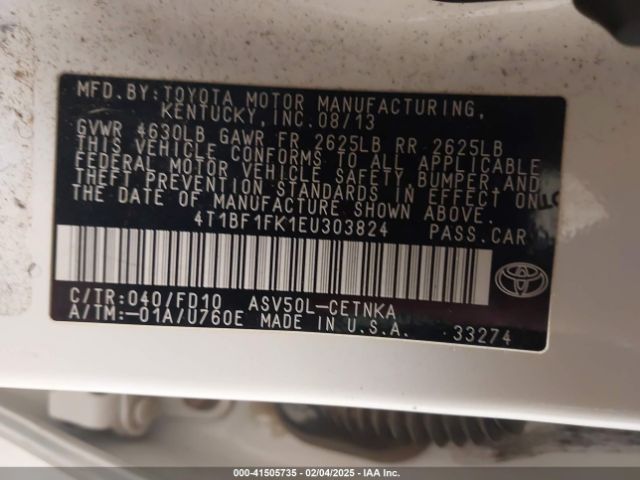 MFD.BY:TOYOTA MOTOR MANUFACTURING,
KENTUCKY,INC.08/13
GVWR 4630LB GAWR FR 2625LB RR 2625LB
THIS VEHICLE CONFORMS TO ALL APPLICABLE
FEDERAL MOTOR VEHICLE SAFETY,BUMPER,AND
THEFT PREVENTION STANDARDS IN EFFECT ON
THE DATE OF MANUFACTURE SHOWN ABOVE.
4T1BF1FK1EU303824 PASS.CAR
C/TR:040/FD10 ASV50L-CETNKA
A/TM:-01A/U760E MADE IN U.S.A. 33274
000-41505735 - 02/04/2025 - IAA Inc.